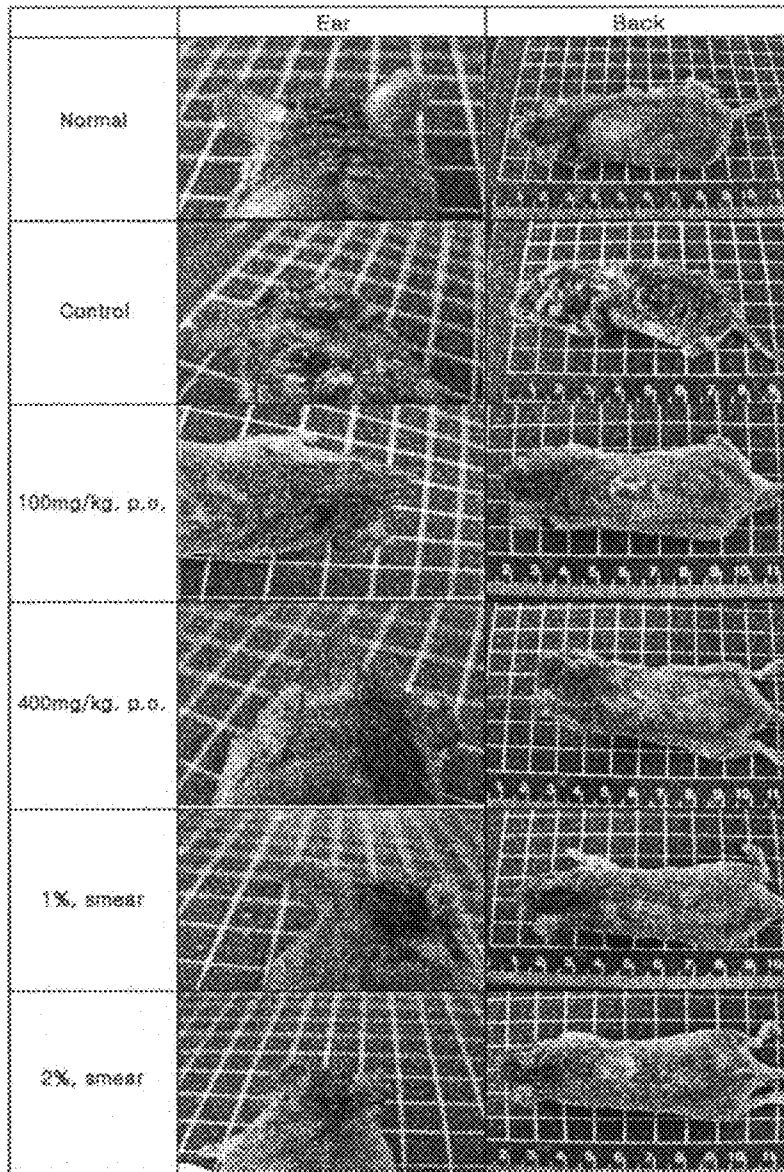 Ear Back
Normal
Control
100mg/kg, p.o.
400mg/kg, p.o.
1%, smear
2%, smear